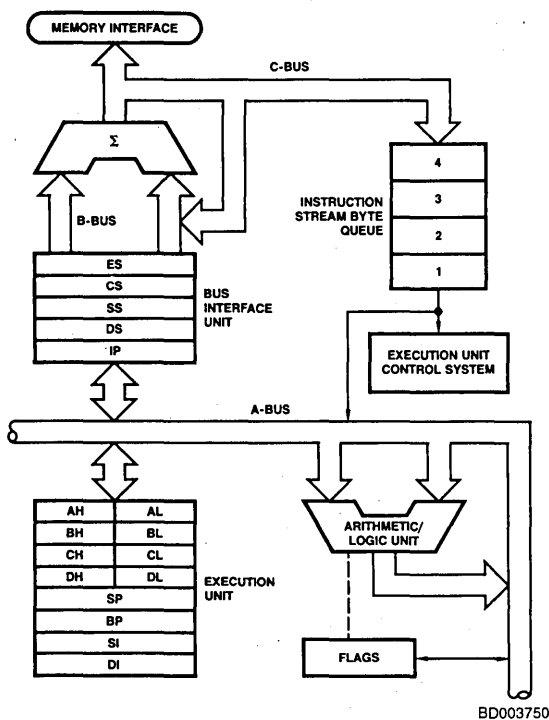 MEMORY INTERFACE
C-BUS
Σ
B-BUS
INSTRUCTION
STREAM BYTE
QUEUE
4
3
2
1
ES
CS
SS
DS
IP
BUS
INTERFACE
UNIT
EXECUTION UNIT
CONTROL SYSTEM
A-BUS
AH AL
BH BL
CH CL
DH DL
SP
BP
SI
DI
EXECUTION
UNIT
ARITHMETIC/
LOGIC UNIT
FLAGS
BD003750